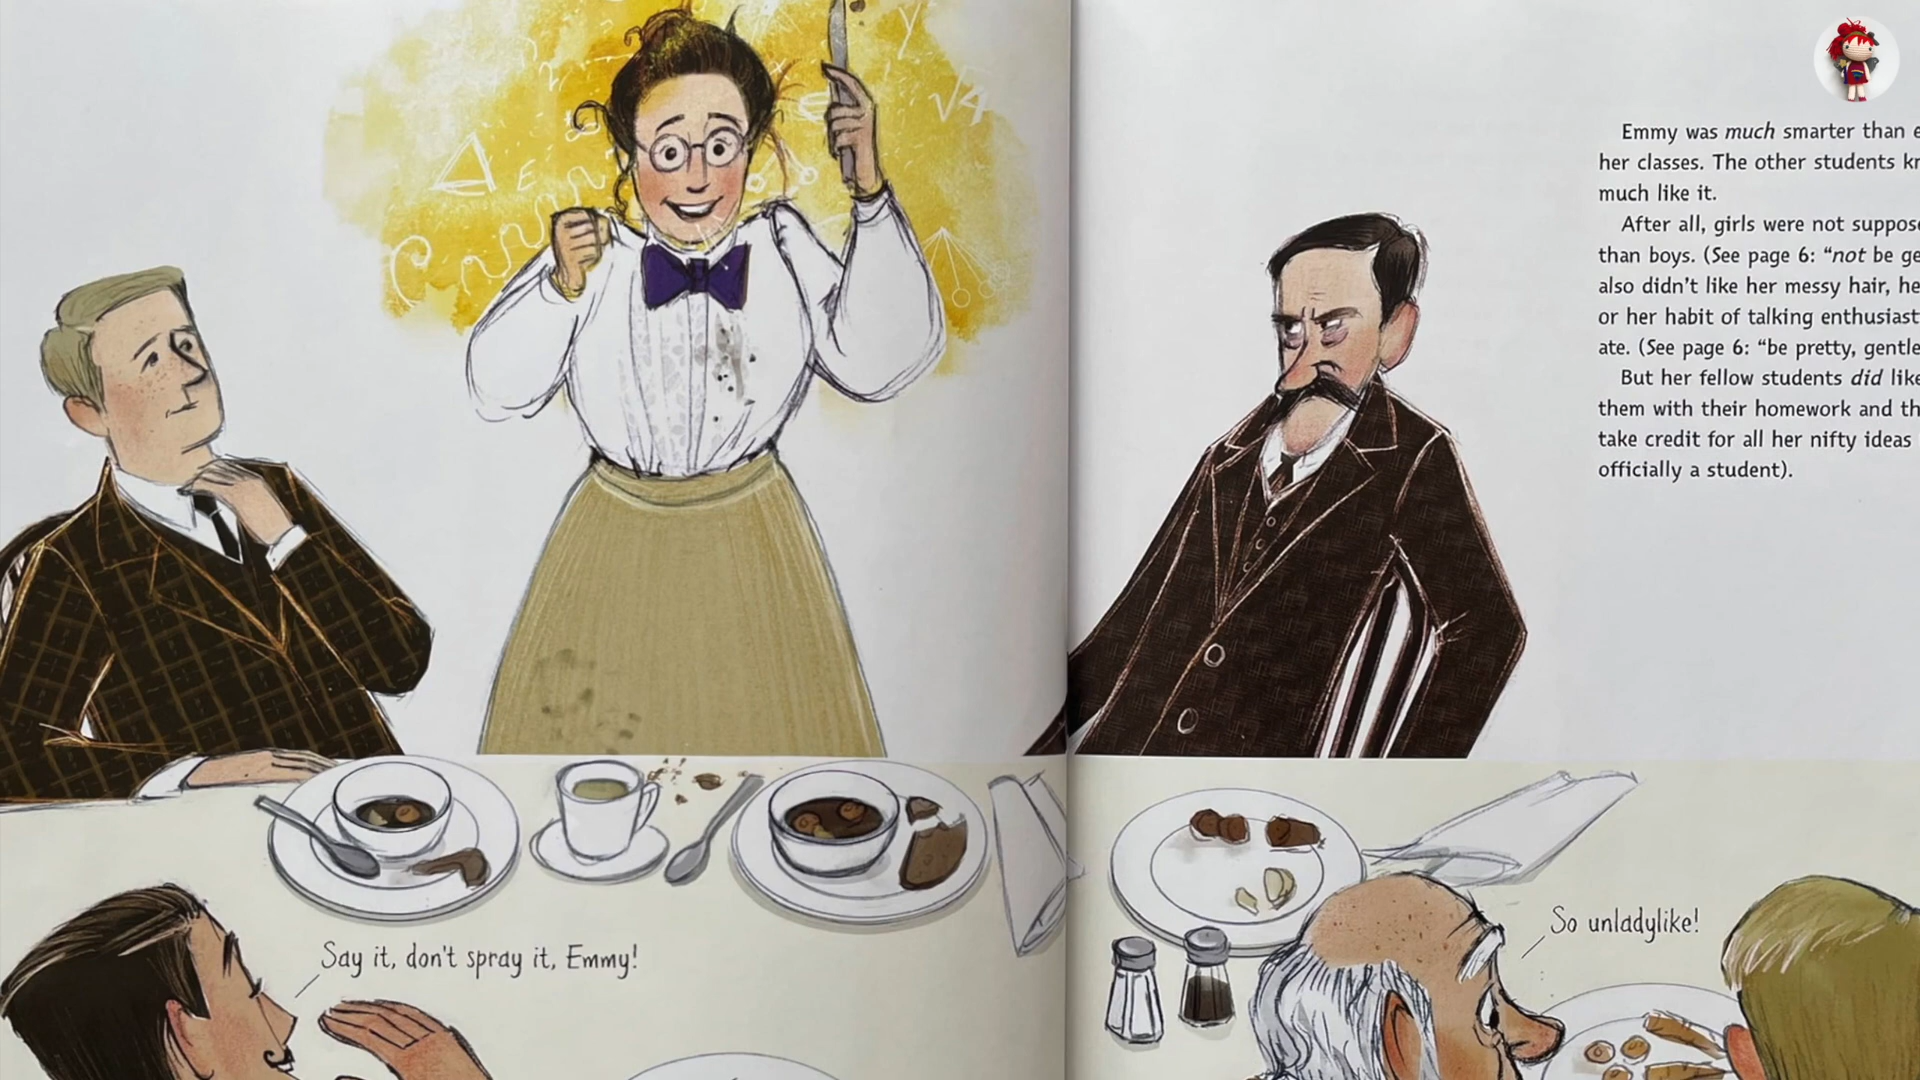 Emmy was much smarter than
her classes. The other students
much like it.
After all, girls were not
than boys. (See page 6: “not be
also didn't like her messy hair,
or her habit of talking
ate. (See page 6: “be pretty,
But her fellow students did
them with their homework and
take credit for all her nifty ideas
officially a student).
Say it, don't spray it, Emmy!
So unladylike!